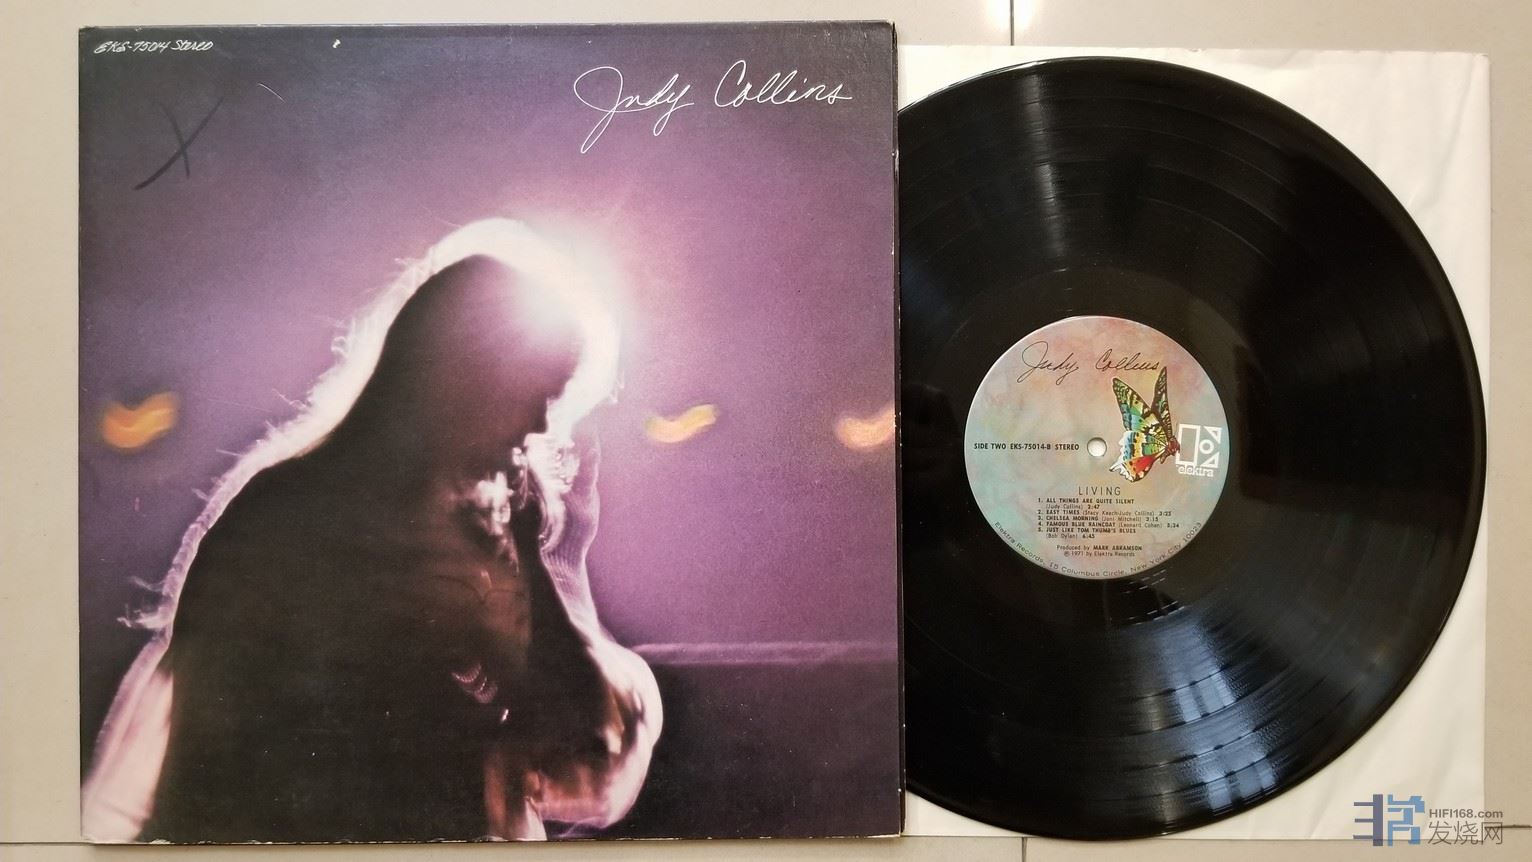 EKS-75014 Stereo
Judy Collins
X
Judy Collins
SIDE TWO EKS-75014-B STEREO
elektra
LIVING
1. ALL THINGS ARE QUITE SILENT
(Judy Collins) 2:47
2. EASY TIMES (Stacy Keach-Judy Collins) 3:25
3. CHELSEA MORNING (Joni Mitchell) 3:15
4. FAMOUS BLUE RAINCOAT (Leonard Cohen) 5:34
5. JUST LIKE TOM THUMB'S BLUES
(Bob Dylan) 6:45
Produced by MARK ABRAMSON
℗ 1971 by Elektra Records
Elektra Records, 15 Columbus Circle, New York City 10023
HIFI168.com
发烧网